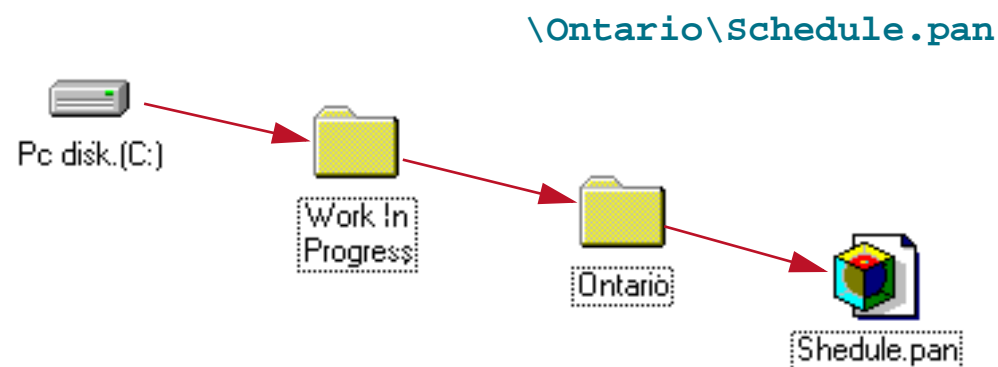 \Ontario\Schedule.pan
Pc disk.(C:)
Work In
Progress
Ontario
Shedule.pan